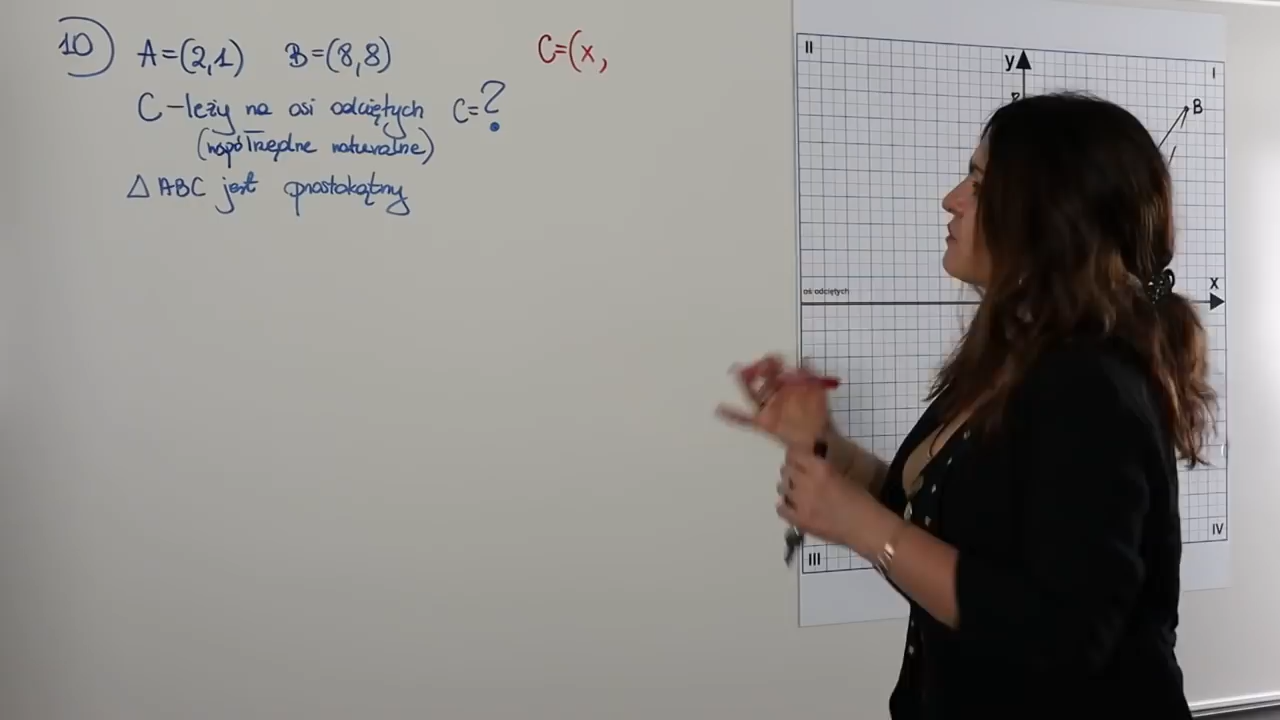 10) A=(2,1) B=(8,8) C=(x,
C - leży na osi odciętych C=?
(współrzędne naturalne)
△ ABC jest prostokątny
II
y
I
B
oś odciętych
x
III
IV